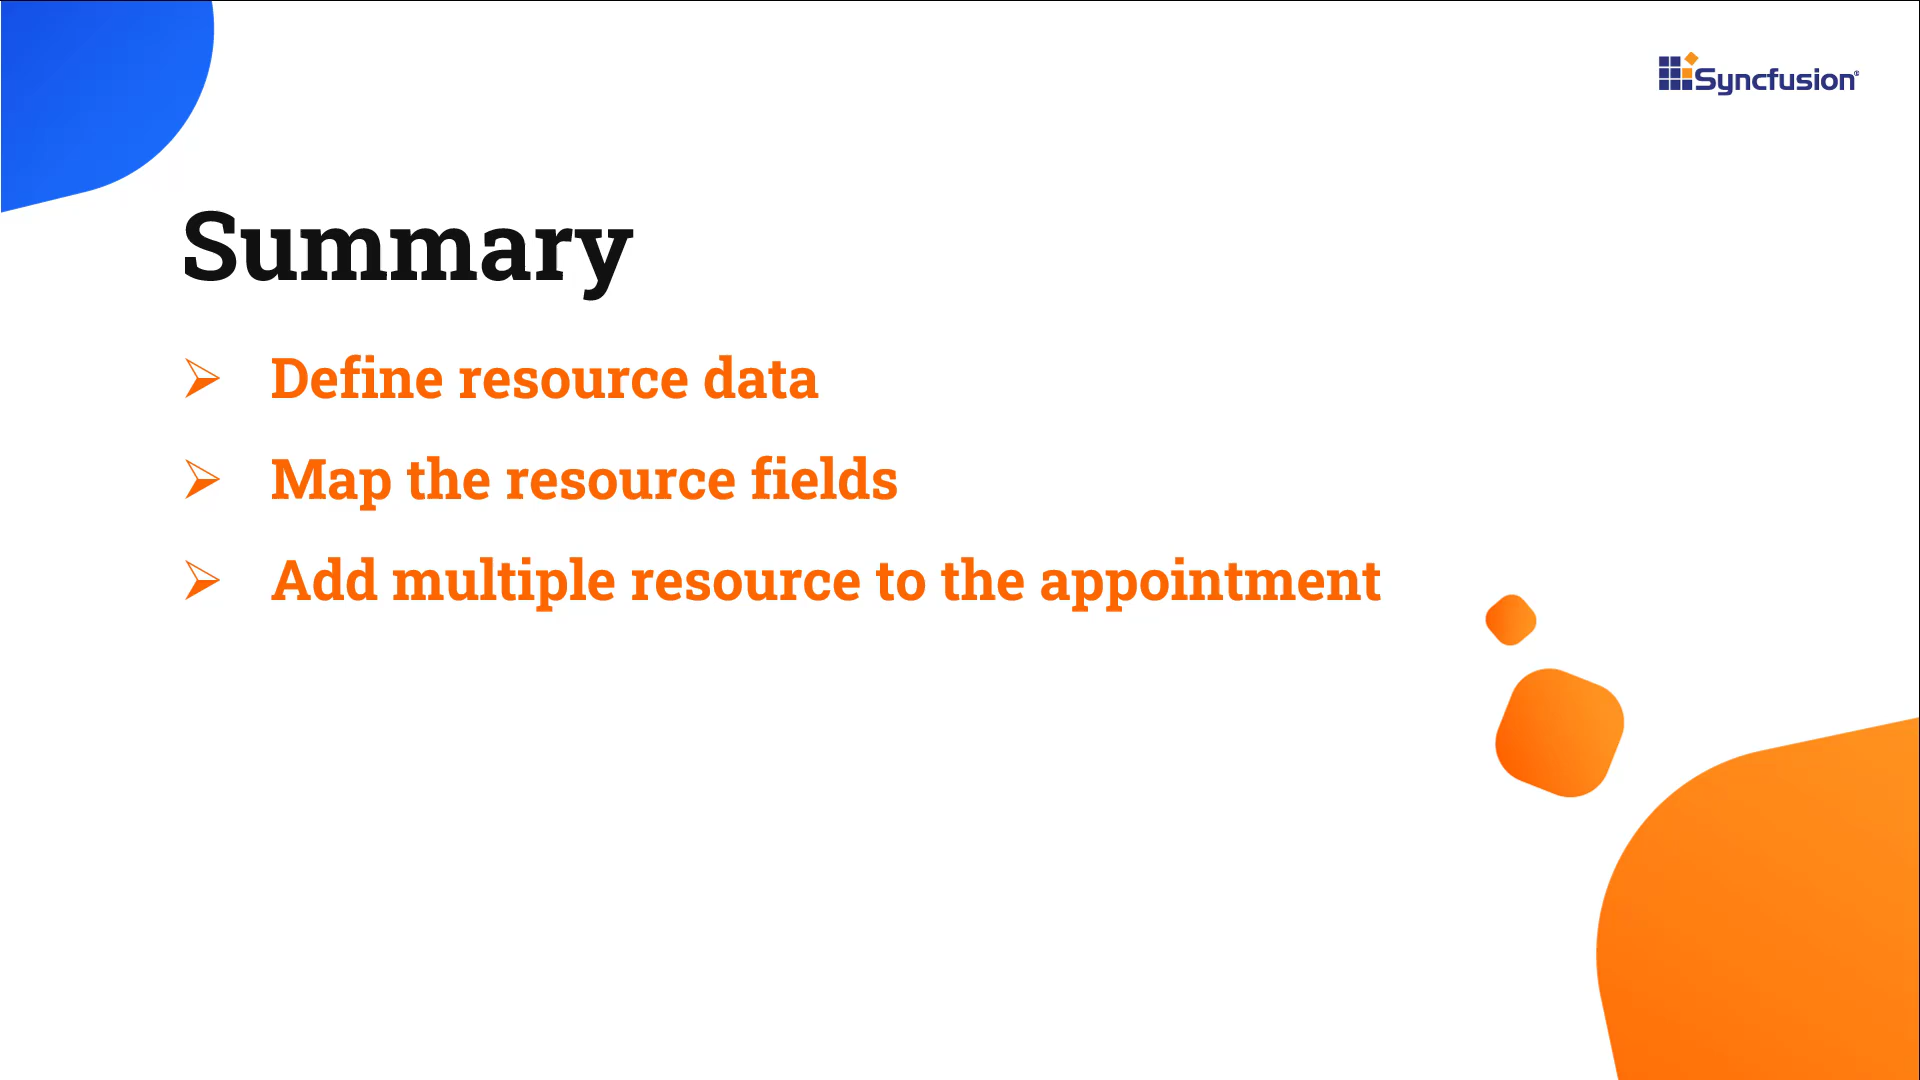 Syncfusion®
Summary
➢ Define resource data
➢ Map the resource fields
➢ Add multiple resource to the appointment